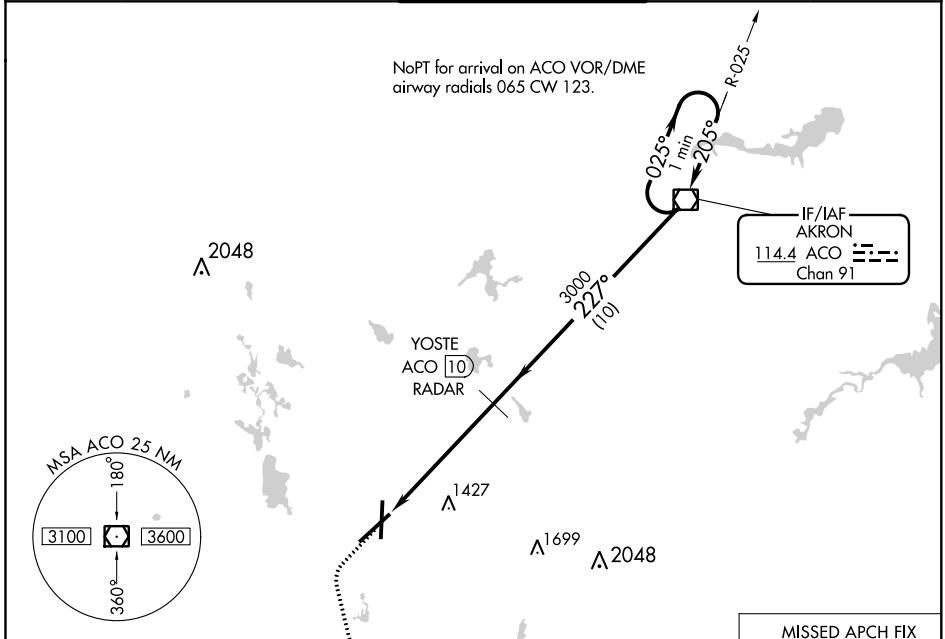 NoPT for arrival on ACO VOR/DME
airway radials 065 CW 123.
R-025
025°
1 min
205°
IF/IAF
AKRON
114.4 ACO
Chan 91
2048
3000
227°
(10)
YOSTE
ACO 10
RADAR
MSA ACO 25 NM
180°
3100
3600
360°
1427
1699
2048
MISSED APCH FIX